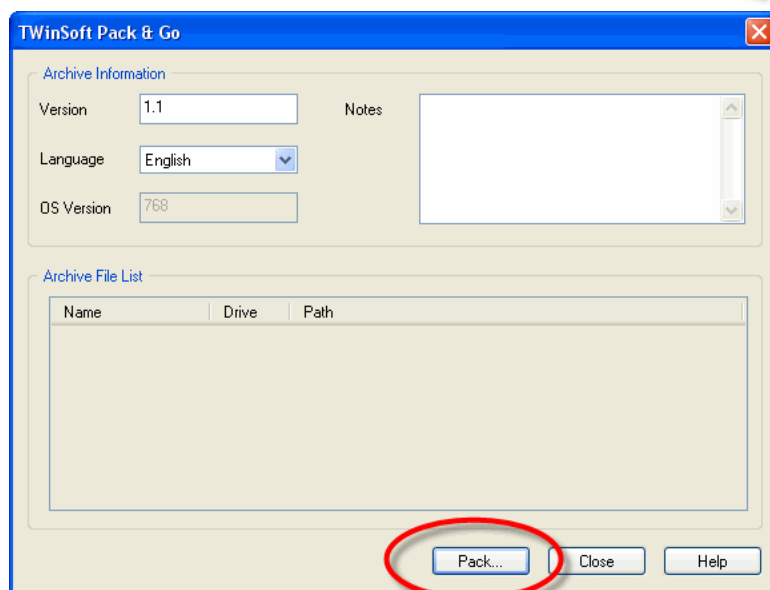 TWinSoft Pack & Go
Archive Information
Version 1.1 Notes
Language English
OS Version 768
Archive File List
Name Drive Path
Pack... Close Help